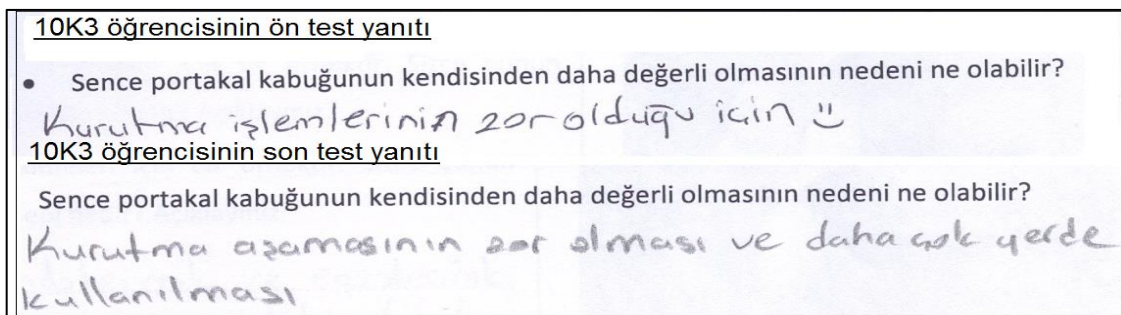 10K3 öğrencisinin ön test yanıtı
• Sence portakal kabuğunun kendisinden daha değerli olmasının nedeni ne olabilir?
Kurutma işlemlerinin zor olduğu için :)
10K3 öğrencisinin son test yanıtı
Sence portakal kabuğunun kendisinden daha değerli olmasının nedeni ne olabilir?
Kurutma aşamasının zor olması ve daha çok yerde
kullanılması